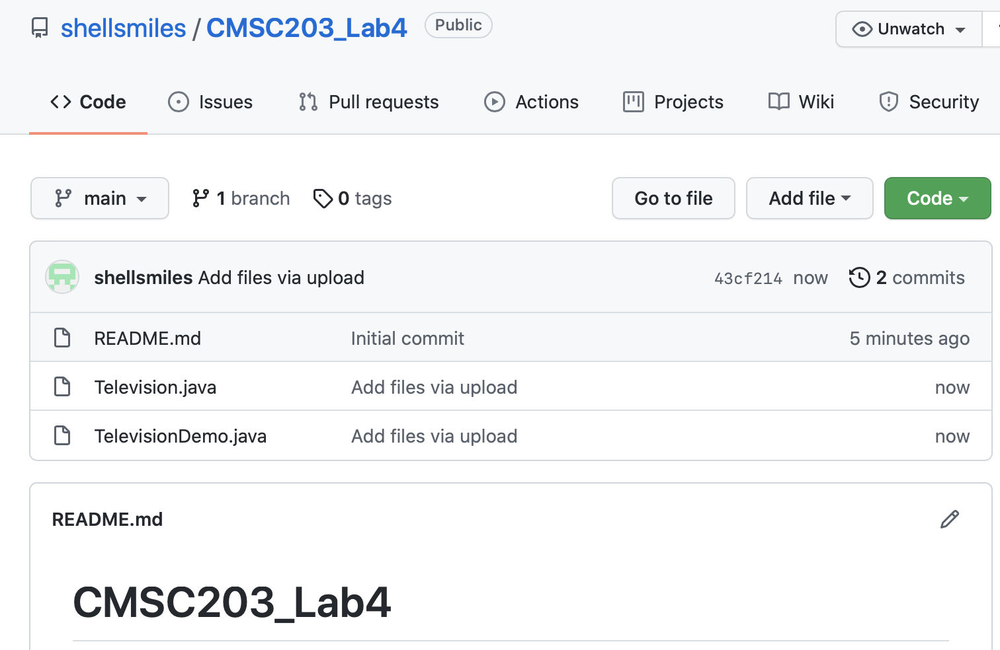 shellsmiles / CMSC203_Lab4 Public Unwatch
Code Issues Pull requests Actions Projects Wiki Security
main 1 branch 0 tags Go to file Add file Code
shellsmiles Add files via upload 43cf214 now 2 commits
README.md Initial commit 5 minutes ago
Television.java Add files via upload now
TelevisionDemo.java Add files via upload now
README.md
CMSC203_Lab4